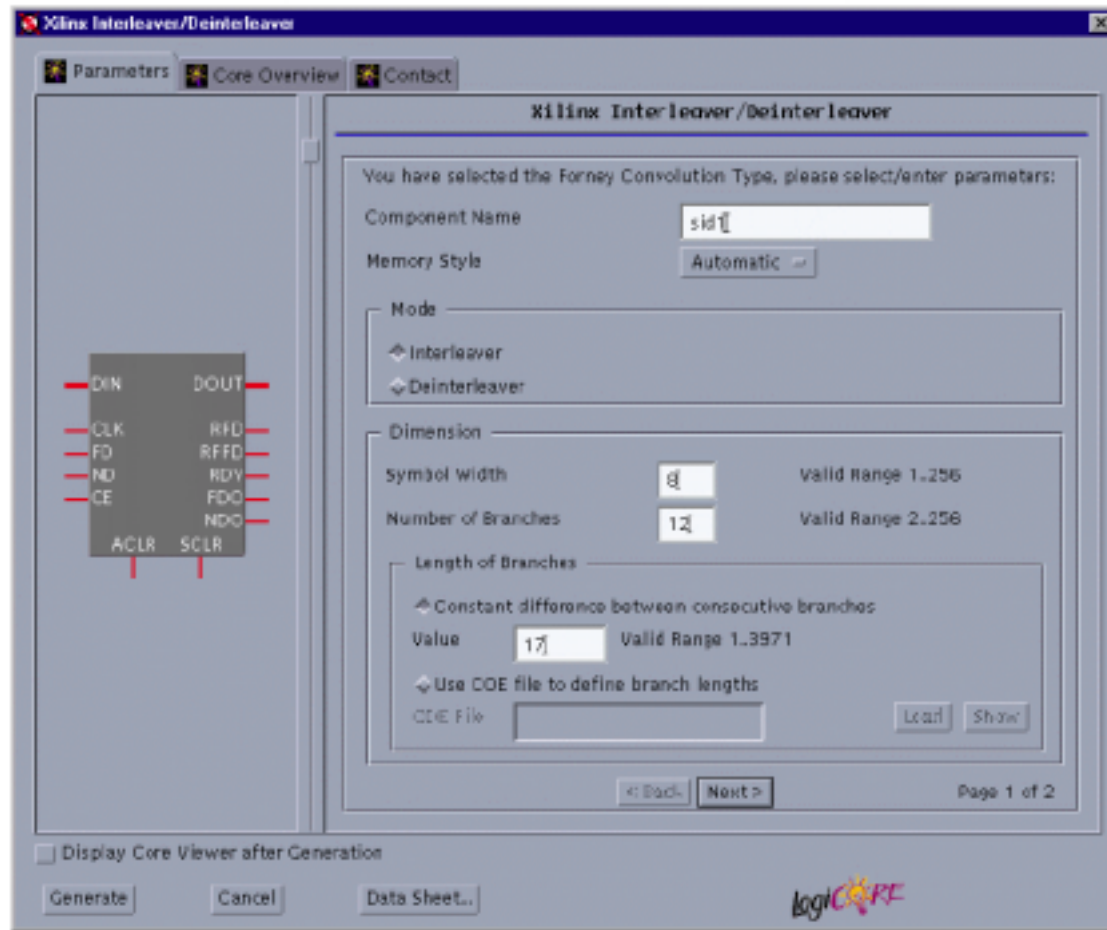 Xilinx Interleaver/Deinterleaver
Parameters Core Overview Contact
Xilinx Interleaver/Deinterleaver
You have selected the Forney Convolution Type, please select/enter parameters:
Component Name sid1
Memory Style Automatic
Mode
Interleaver
Deinterleaver
DIN DOUT
CLK RFD
FD RFFD
ND RDY
CE FDO
NDO
ACLR SCLR
Dimension
Symbol Width 8 Valid Range 1..256
Number of Branches 12 Valid Range 2..256
Length of Branches
Constant difference between consecutive branches
Value 17 Valid Range 1..3971
Use COE file to define branch lengths
COE File Load Show
< Back Next > Page 1 of 2
Display Core Viewer after Generation
Generate Cancel Data Sheet... LogiCORE